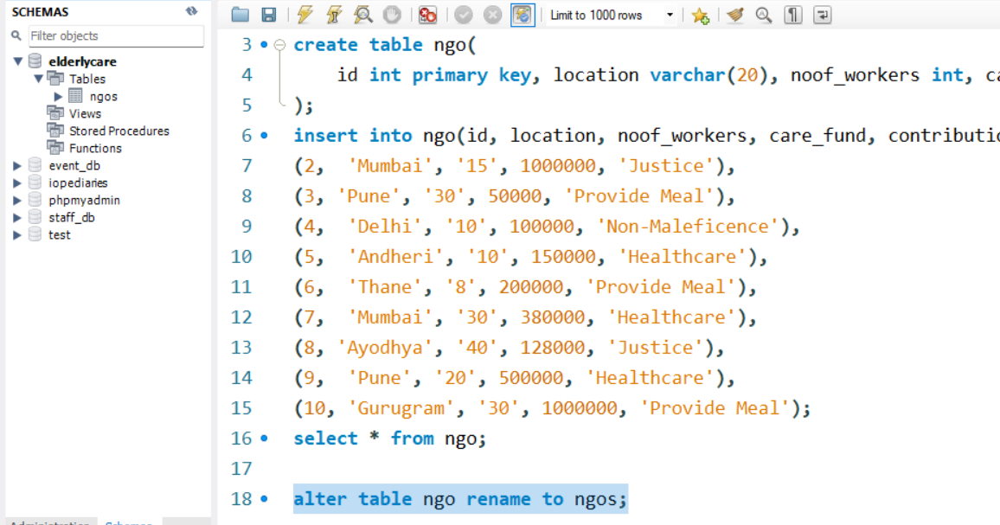 SCHEMAS
Filter objects
elderlycare
Tables
ngos
Views
Stored Procedures
Functions
event_db
iopediaries
phpmyadmin
staff_db
test
Limit to 1000 rows
3 create table ngo(
4 id int primary key, location varchar(20), noof_workers int, ca
5 );
6 insert into ngo(id, location, noof_workers, care_fund, contributio
7 (2, 'Mumbai', '15', 1000000, 'Justice'),
8 (3, 'Pune', '30', 50000, 'Provide Meal'),
9 (4, 'Delhi', '10', 100000, 'Non-Maleficence'),
10 (5, 'Andheri', '10', 150000, 'Healthcare'),
11 (6, 'Thane', '8', 200000, 'Provide Meal'),
12 (7, 'Mumbai', '30', 380000, 'Healthcare'),
13 (8, 'Ayodhya', '40', 128000, 'Justice'),
14 (9, 'Pune', '20', 500000, 'Healthcare'),
15 (10, 'Gurugram', '30', 1000000, 'Provide Meal');
16 select * from ngo;
17
18 alter table ngo rename to ngos;